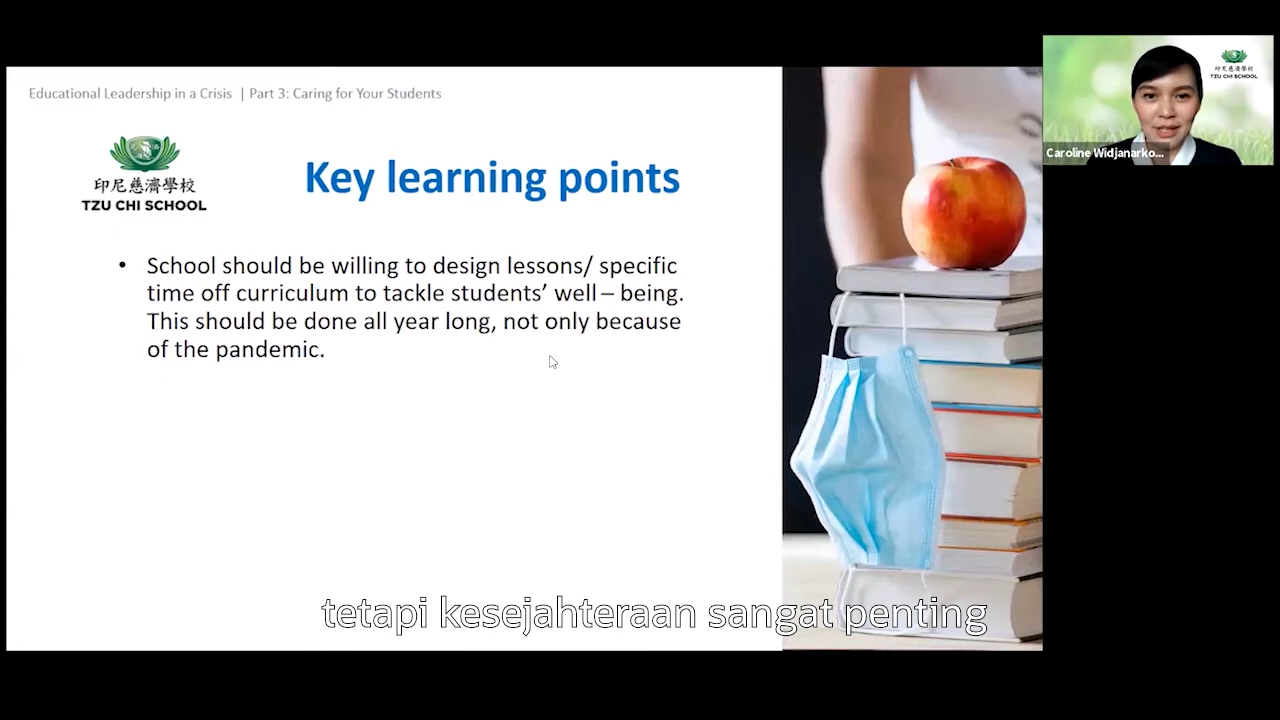 Educational Leadership in a Crisis | Part 3: Caring for Your Students
印尼慈濟學校
TZU CHI SCHOOL
Key learning points
• School should be willing to design lessons/ specific
time off curriculum to tackle students’ well – being.
This should be done all year long, not only because
of the pandemic.
印尼慈濟學校
TZU CHI SCHOOL
Caroline Widjanarko...
tetapi kesejahteraan sangat penting